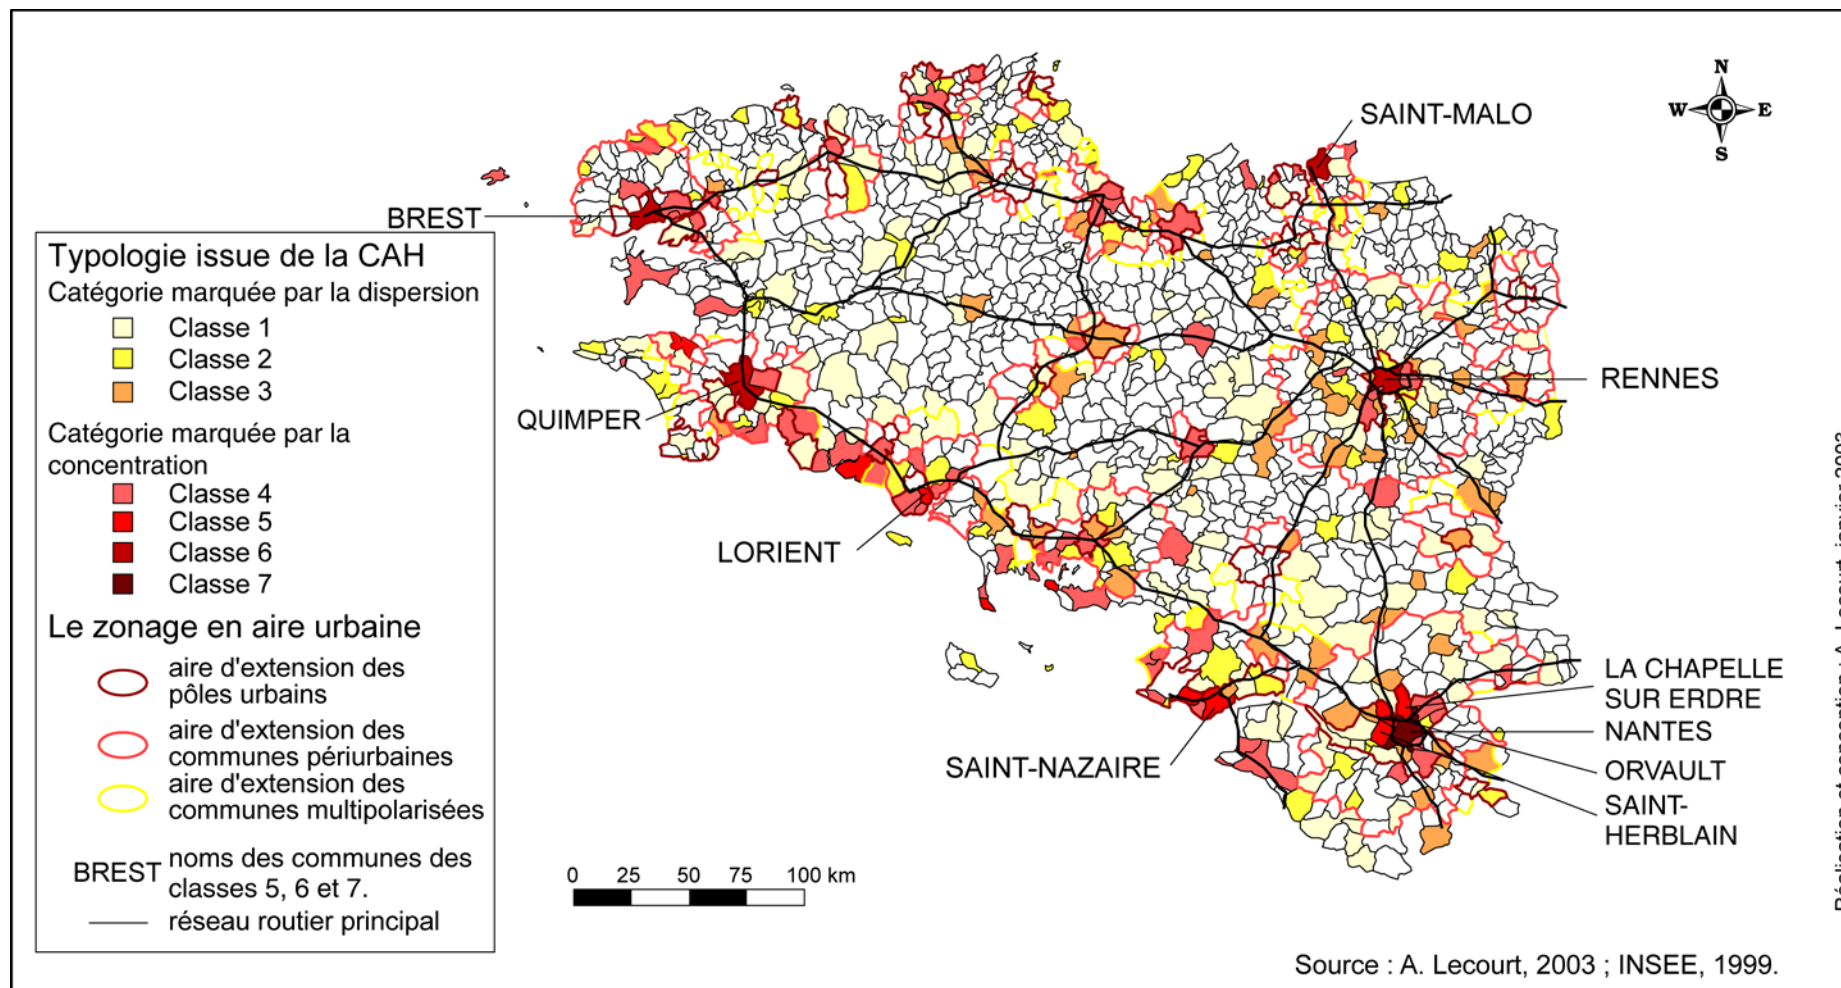 N
W E
S
SAINT-MALO
BREST
RENNES
QUIMPER
LORIENT
SAINT-NAZAIRE
LA CHAPELLE
SUR ERDRE
NANTES
ORVAULT
SAINT-
HERBLAIN
Typologie issue de la CAH
Catégorie marquée par la dispersion
Classe 1
Classe 2
Classe 3
Catégorie marquée par la
concentration
Classe 4
Classe 5
Classe 6
Classe 7
Le zonage en aire urbaine
aire d'extension des
pôles urbains
aire d'extension des
communes périurbaines
aire d'extension des
communes multipolarisées
BREST noms des communes des
classes 5, 6 et 7.
réseau routier principal
0 25 50 75 100 km
Source : A. Lecourt, 2003 ; INSEE, 1999.